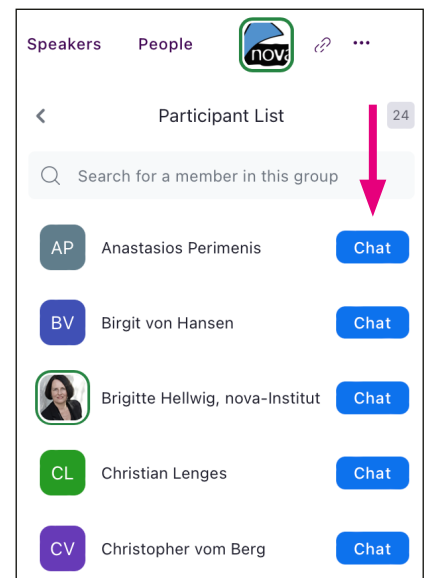 Speakers People nova
Participant List 24
Search for a member in this group
AP Anastasios Perimenis Chat
BV Birgit von Hansen Chat
Brigitte Hellwig, nova-Institut Chat
CL Christian Lenges Chat
CV Christopher vom Berg Chat